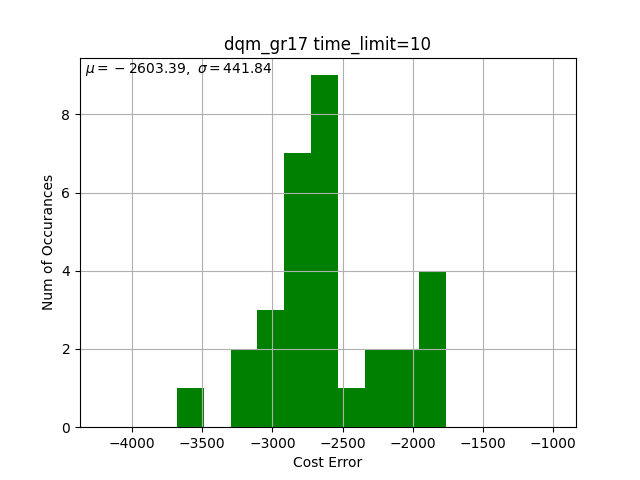 dqm_gr17 time_limit=10
μ = −2603.39, σ = 441.84
8
6
4
2
0
Num of Occurances
−4000 −3500 −3000 −2500 −2000 −1500 −1000
Cost Error